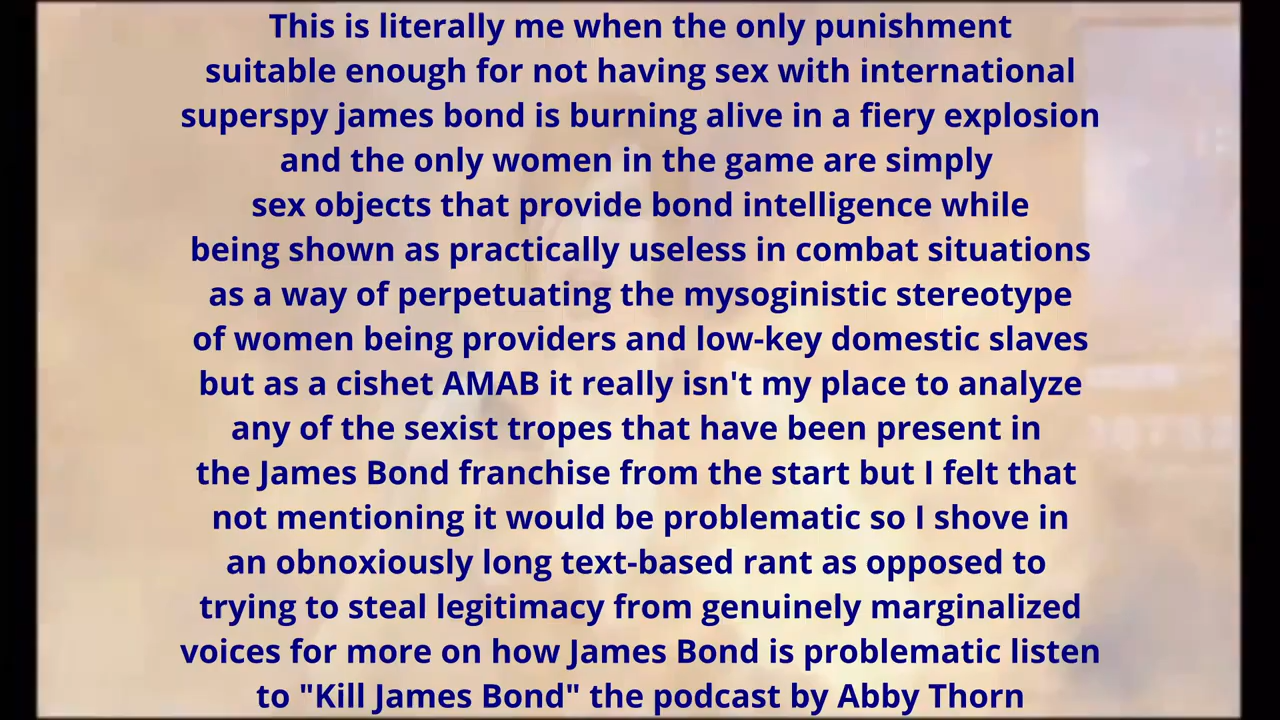 This is literally me when the only punishment
suitable enough for not having sex with international
superspy james bond is burning alive in a fiery explosion
and the only women in the game are simply
sex objects that provide bond intelligence while
being shown as practically useless in combat situations
as a way of perpetuating the mysoginistic stereotype
of women being providers and low-key domestic slaves
but as a cishet AMAB it really isn't my place to analyze
any of the sexist tropes that have been present in
the James Bond franchise from the start but I felt that
not mentioning it would be problematic so I shove in
an obnoxiously long text-based rant as opposed to
trying to steal legitimacy from genuinely marginalized
voices for more on how James Bond is problematic listen
to "Kill James Bond" the podcast by Abby Thorn